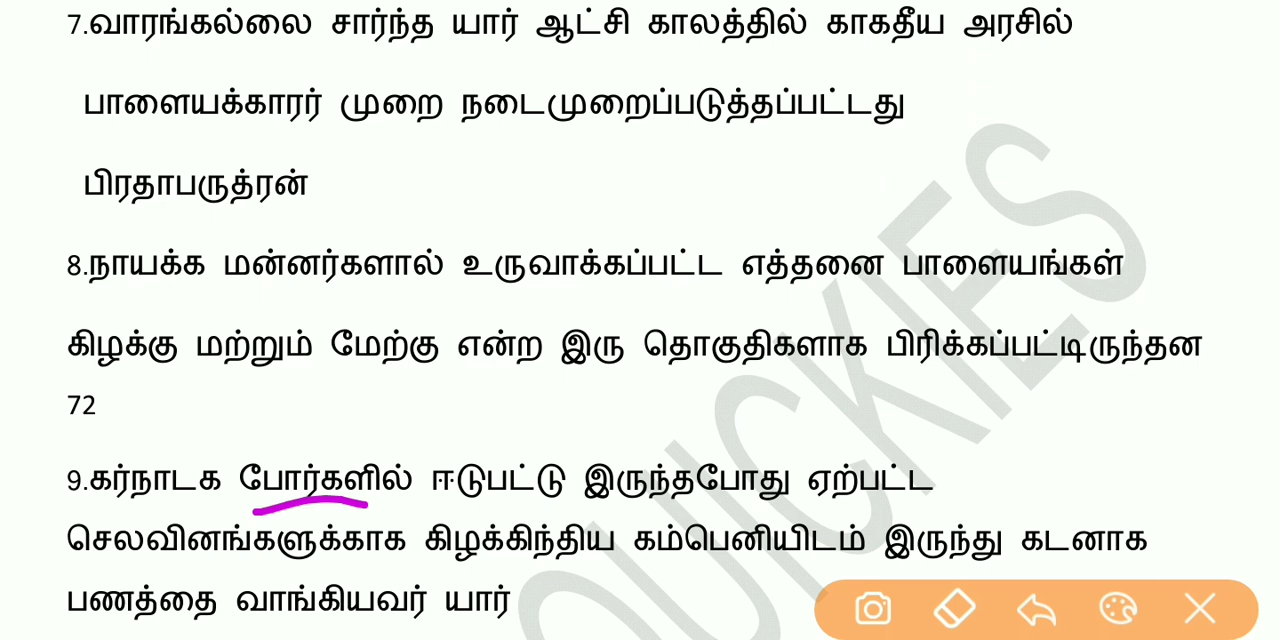 7.வாரங்கல்லை சார்ந்த யார் ஆட்சி காலத்தில் காகதீய அரசில்
பாளையக்காரர் முறை நடைமுறைப்படுத்தப்பட்டது
பிரதாபருத்ரன்
8.நாயக்க மன்னர்களால் உருவாக்கப்பட்ட எத்தனை பாளையங்கள்
கிழக்கு மற்றும் மேற்கு என்ற இரு தொகுதிகளாக பிரிக்கப்பட்டிருந்தன
72
9.கர்நாடக போர்களில் ஈடுபட்டு இருந்தபோது ஏற்பட்ட
செலவினங்களுக்காக கிழக்கிந்திய கம்பெனியிடம் இருந்து கடனாக
பணத்தை வாங்கியவர் யார்
QUICKIES